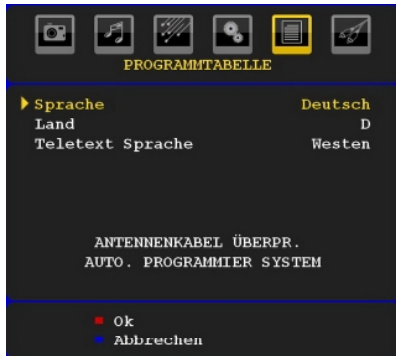 PROGRAMMTABELLE
Sprache Deutsch
Land D
Teletext Sprache Westen
ANTENNENKABEL ÜBERPR.
AUTO. PROGRAMMIER SYSTEM
Ok
Abbrechen